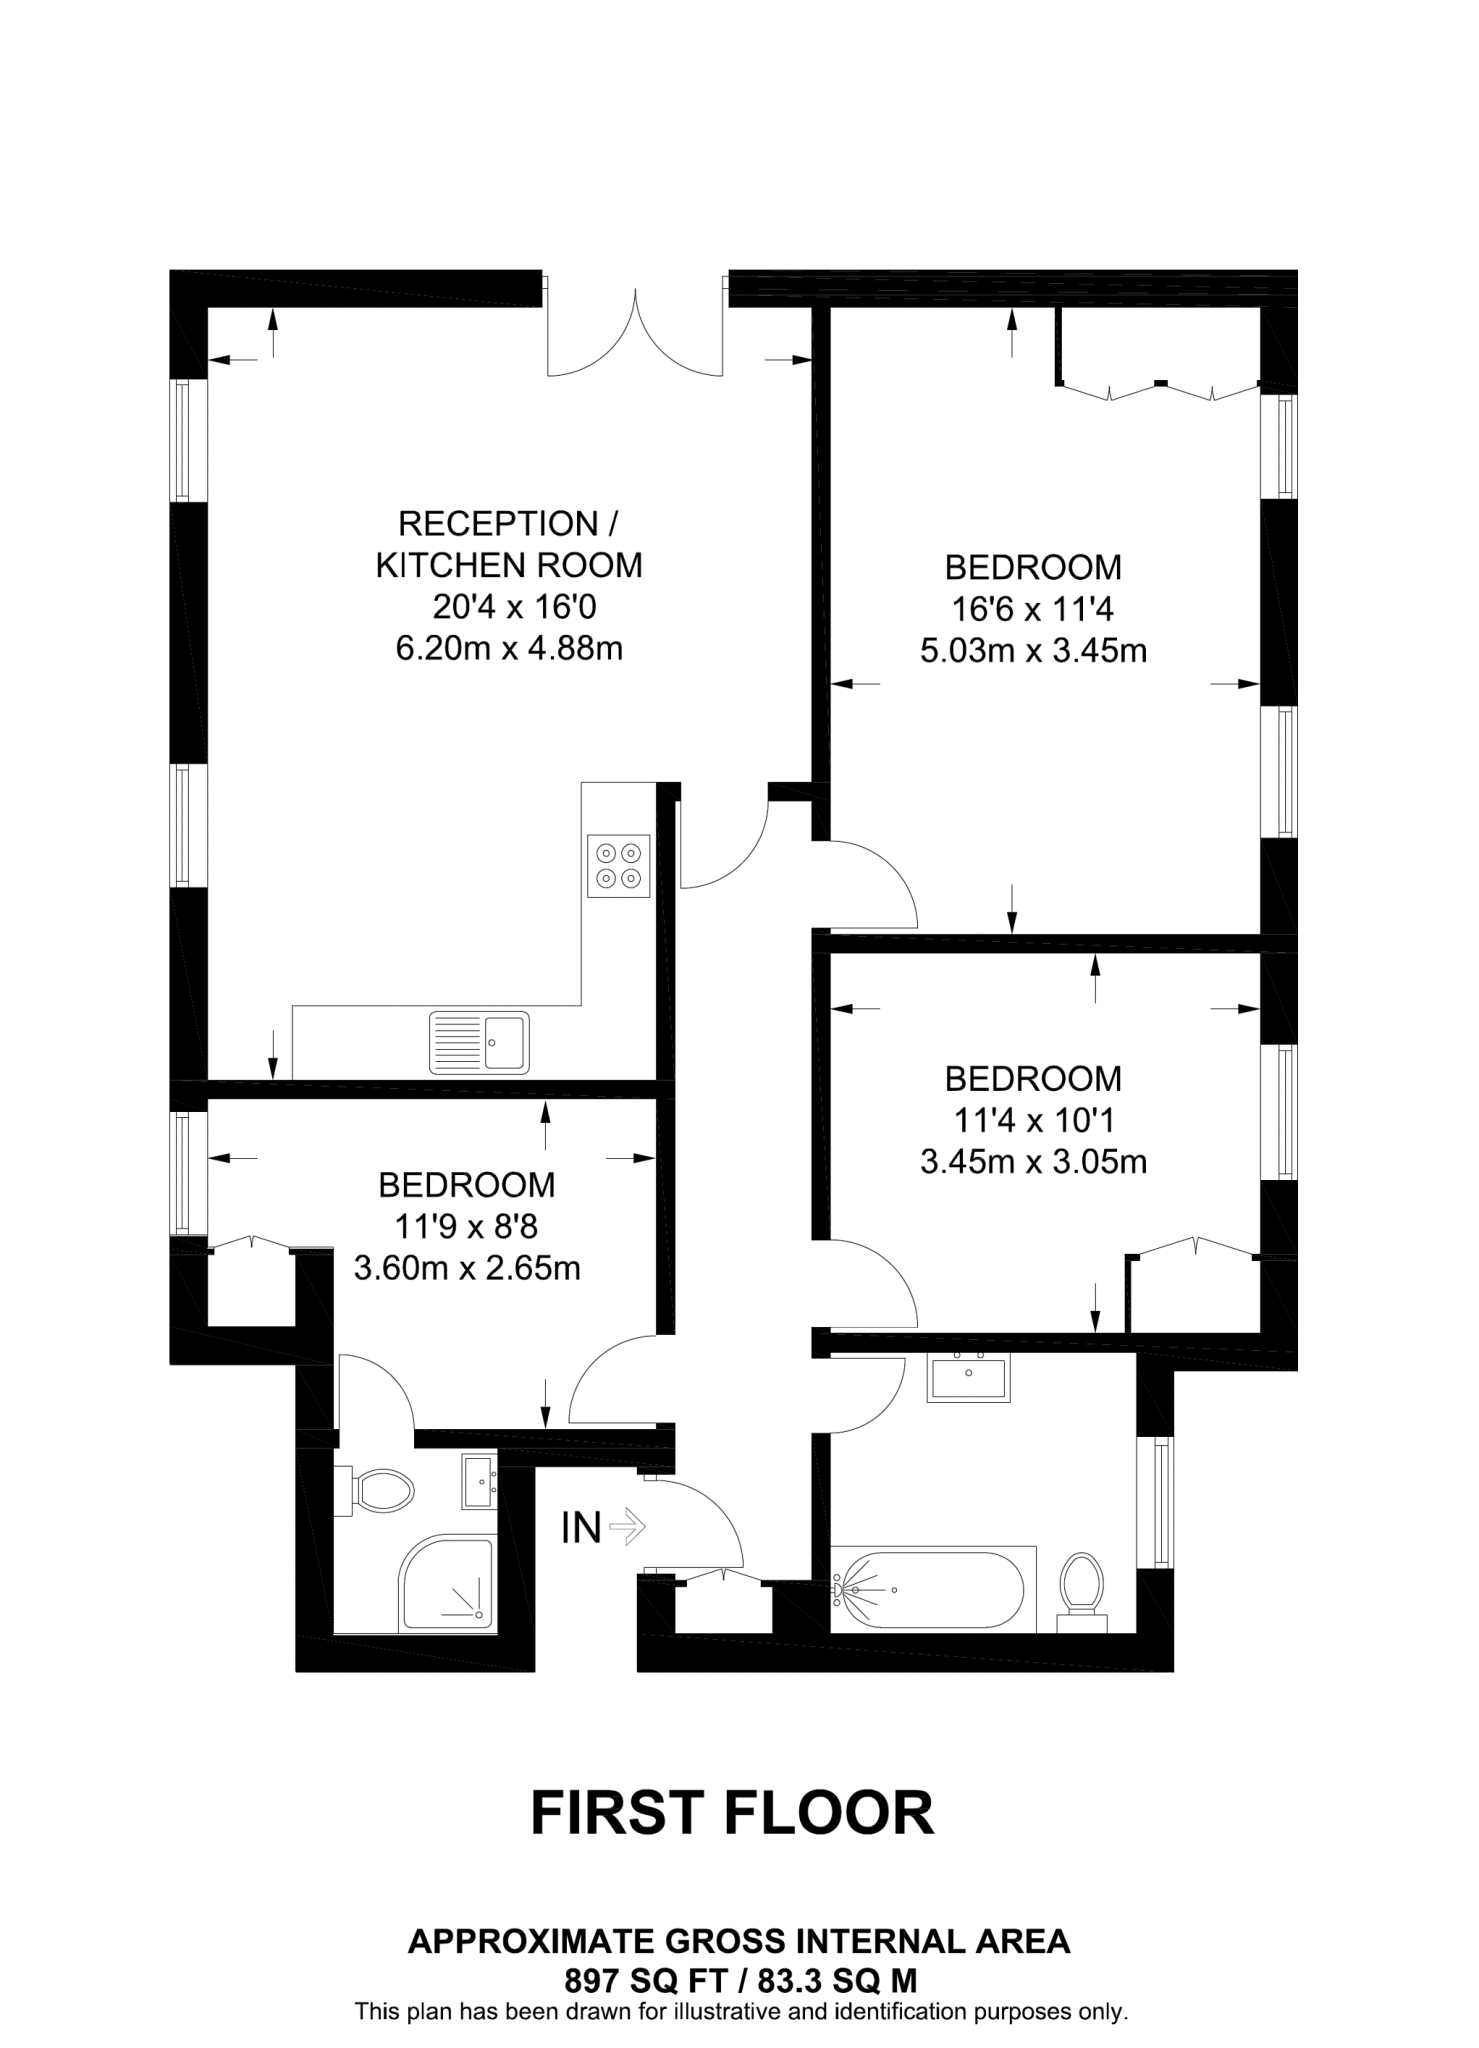 RECEPTION /
KITCHEN ROOM
20'4 x 16'0
6.20m x 4.88m
BEDROOM
16'6 x 11'4
5.03m x 3.45m
BEDROOM
11'4 x 10'1
3.45m x 3.05m
BEDROOM
11'9 x 8'8
3.60m x 2.65m
IN
FIRST FLOOR
APPROXIMATE GROSS INTERNAL AREA
897 SQ FT / 83.3 SQ M
This plan has been drawn for illustrative and identification purposes only.